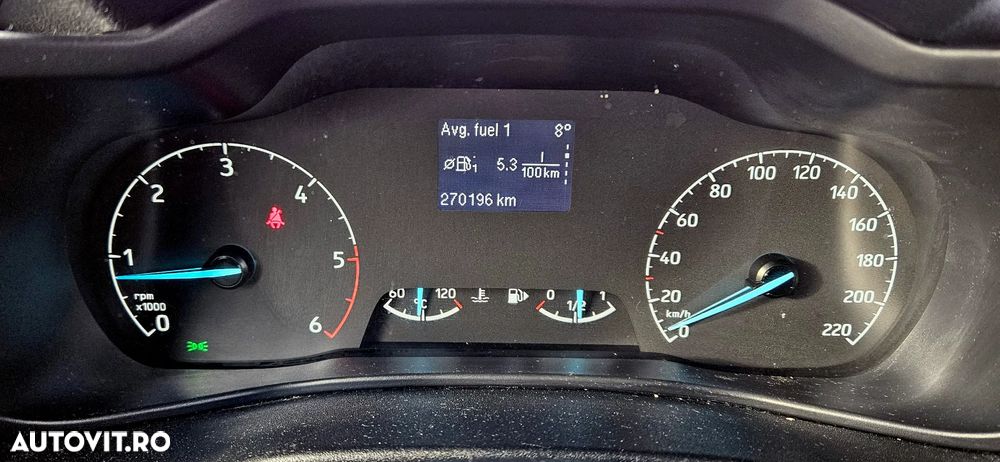 Avg. fuel 1 8°
1 5.3 l/100km
270196 km
0 1 2 3 4 5 6
rpm
x1000
60 °C 120
0 1/2 1
0 20 40 60 80 100 120 140 160 180 200 220
km/h
AUTOVIT.RO